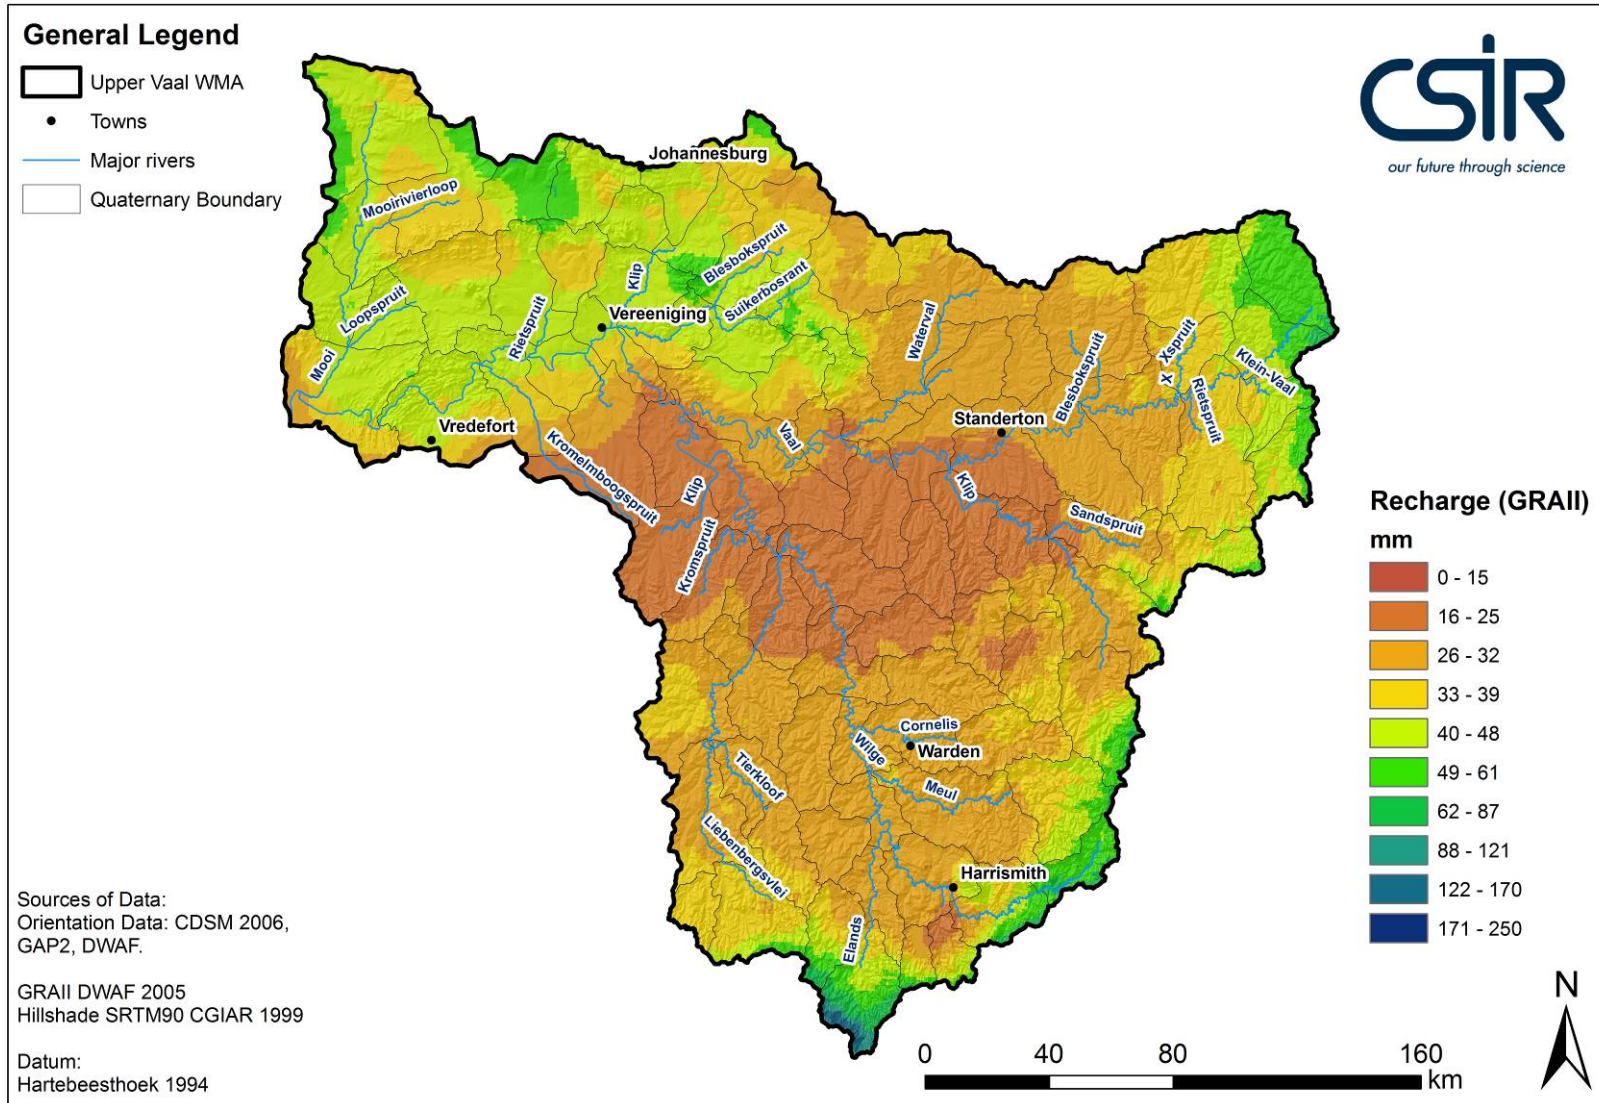 General Legend
Upper Vaal WMA
Towns
Major rivers
Quaternary Boundary
CSIR
our future through science
Johannesburg
Mooirivierloop
Blesbokspruit
Klip
Suikerbosrant
Loopspruit
Vereeniging
Rietspruit
Waterval
Mooi
Xspruit
X
Klein-Vaal
Blesbokspruit
Rietspruit
Vredefort
Standerton
Vaal
Kromelmboogspruit
Klip
Klip
Sandspruit
Kromspruit
Cornelis
Warden
Wilge
Tierkloof
Meul
Liebenbergsvlei
Harrismith
Elands
Recharge (GRAII)
mm
0 - 15
16 - 25
26 - 32
33 - 39
40 - 48
49 - 61
62 - 87
88 - 121
122 - 170
171 - 250
Sources of Data:
Orientation Data: CDSM 2006,
GAP2, DWAF.
GRAII DWAF 2005
Hillshade SRTM90 CGIAR 1999
Datum:
Hartebeesthoek 1994
0 40 80 160
km
N